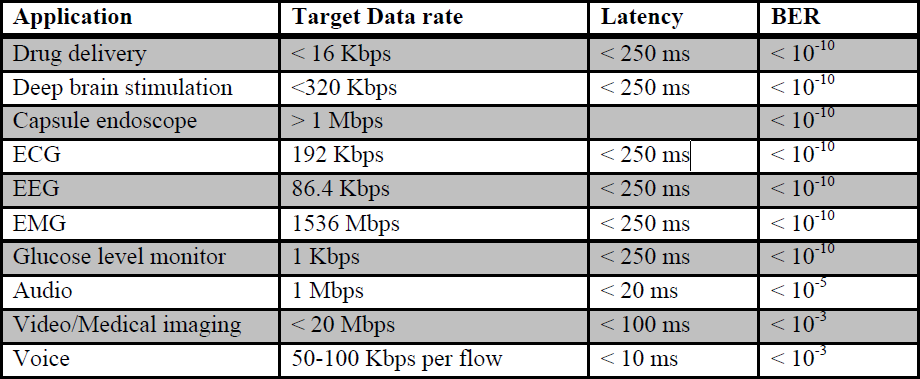 Application Target Data rate Latency BER
Drug delivery < 16 Kbps < 250 ms < 10⁻¹⁰
Deep brain stimulation <320 Kbps < 250 ms < 10⁻¹⁰
Capsule endoscope > 1 Mbps < 10⁻¹⁰
ECG 192 Kbps < 250 ms < 10⁻¹⁰
EEG 86.4 Kbps < 250 ms < 10⁻¹⁰
EMG 1536 Mbps < 250 ms < 10⁻¹⁰
Glucose level monitor 1 Kbps < 250 ms < 10⁻¹⁰
Audio 1 Mbps < 20 ms < 10⁻⁵
Video/Medical imaging < 20 Mbps < 100 ms < 10⁻³
Voice 50-100 Kbps per flow < 10 ms < 10⁻³